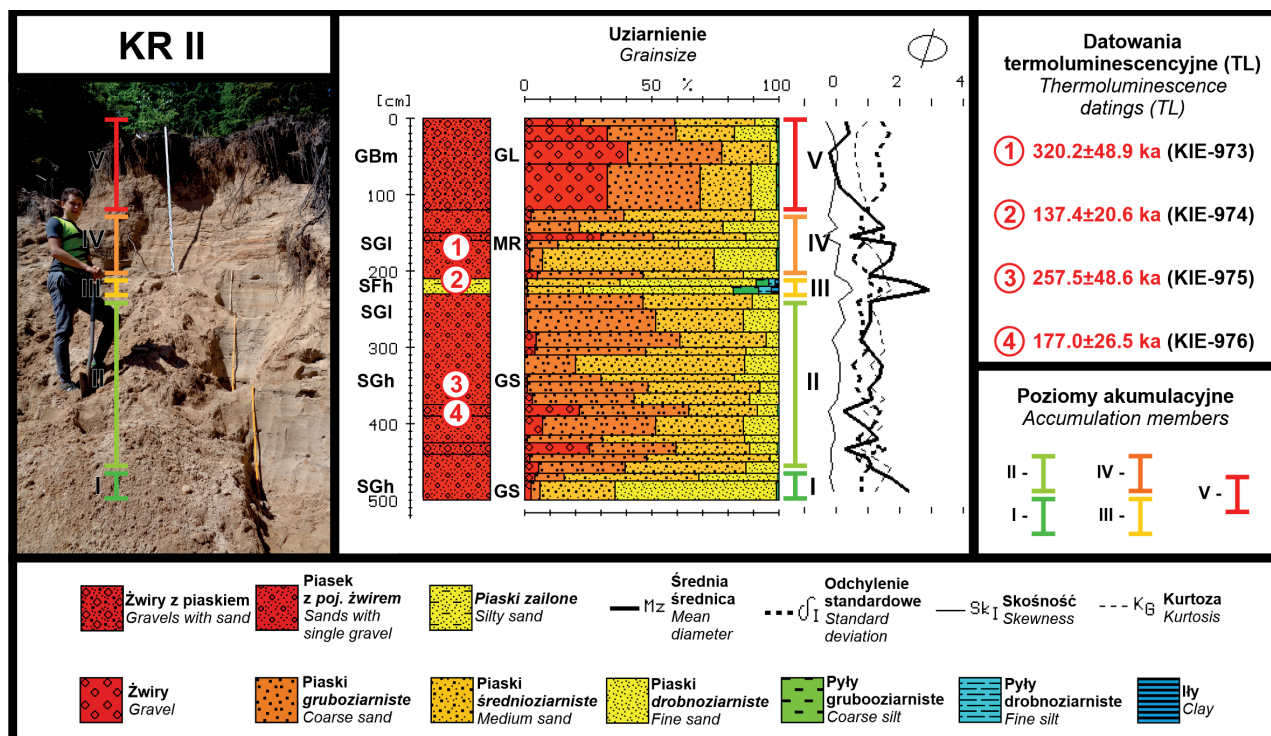 KR II
V
IV
III
II
I
Uziarnienie
Grainsize
0 50 % 100
0 2 4
[cm]
0
100
200
300
400
500
GBm
SGl
SFh
SGl
SGh
SGh
1
2
3
4
GL
MR
GS
GS
V
IV
III
II
I
Datowania
termoluminescencyjne (TL)
Thermoluminescence
datings (TL)
1 320.2±48.9 ka (KIE-973)
2 137.4±20.6 ka (KIE-974)
3 257.5±48.6 ka (KIE-975)
4 177.0±26.5 ka (KIE-976)
Poziomy akumulacyjne
Accumulation members
II - IV - V -
I - III -
Żwiry z piaskiem
Gravels with sand
Piasek
z poj. żwirem
Sands with
single gravel
Piaski zailone
Silty sand
Mz
Średnia
średnica
Mean
diameter
δI
Odchylenie
standardowe
Standard
deviation
SkI
Skośność
Skewness
KG
Kurtoza
Kurtosis
Żwiry
Gravel
Piaski
gruboziarniste
Coarse sand
Piaski
średnioziarniste
Medium sand
Piaski
drobnoziarniste
Fine sand
Pyły
grubooziarniste
Coarse silt
Pyły
drobnoziarniste
Fine silt
Iły
Clay